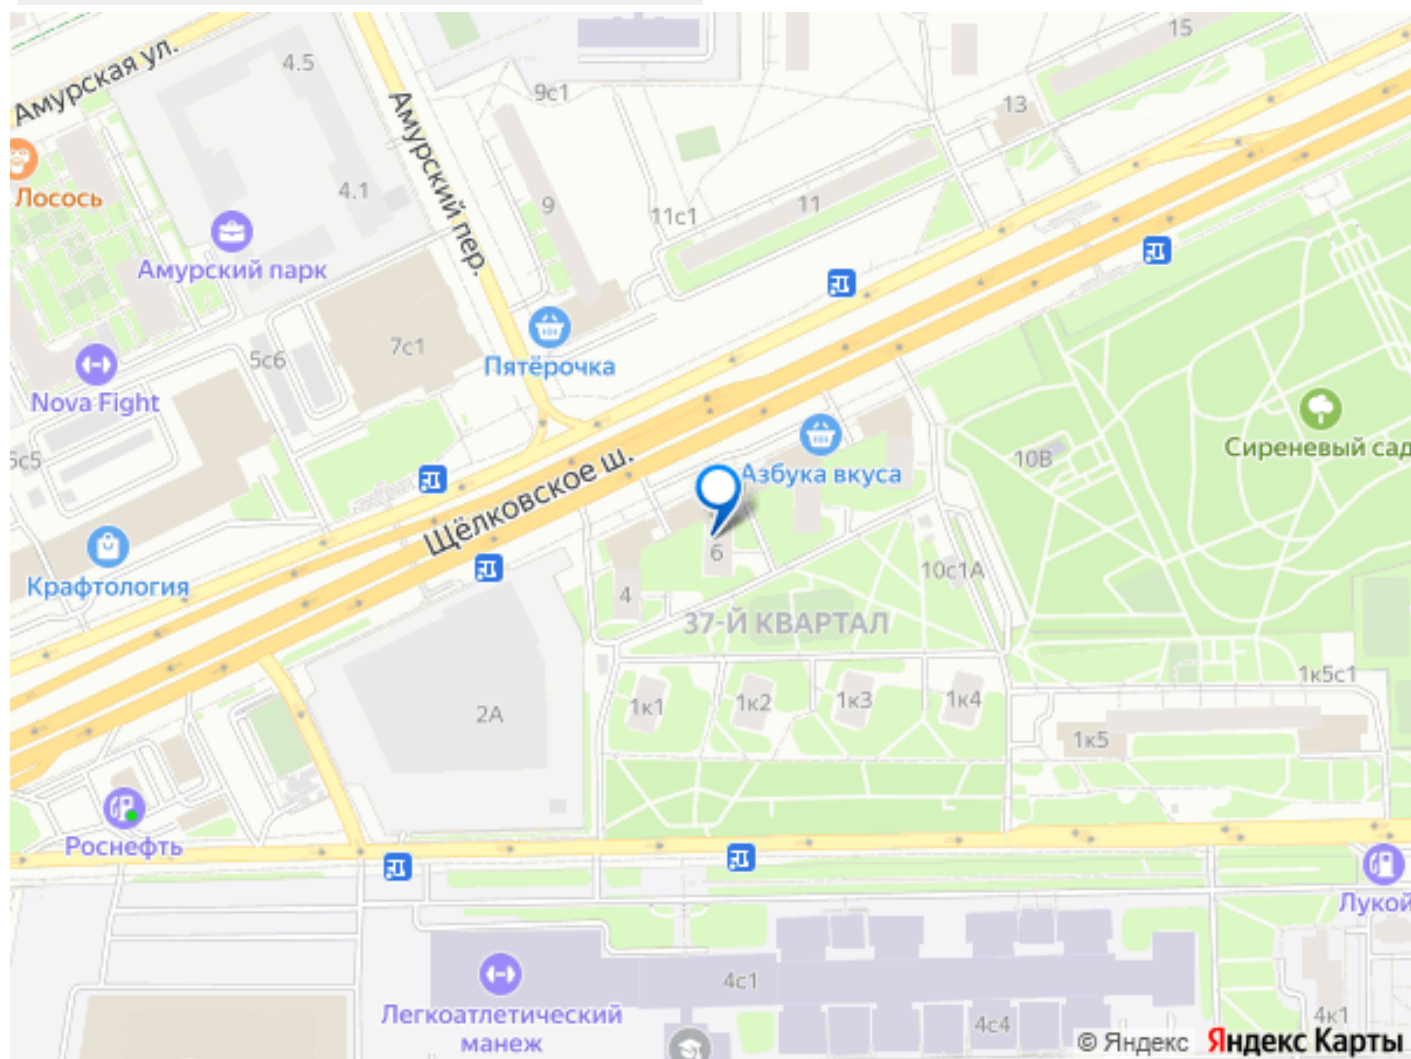 Амурская ул.
4.5
15
9с1
Амурский пер.
13
Лосось
4.1
9
11с1
11
Амурский парк
Пятёрочка
7с1
5с6
Nova Fight
Сиреневый сад
10В
5с5
Щёлковское ш.
Азбука вкуса
6
Крафтология
10с1А
4
37-Й КВАРТАЛ
1к5с1
1к1
1к2
1к3
1к4
2А
1к5
Роснефть
Лукой
4с1
Легкоатлетический
манеж
4с4
4к1
© Яндекс Яндекс Карты